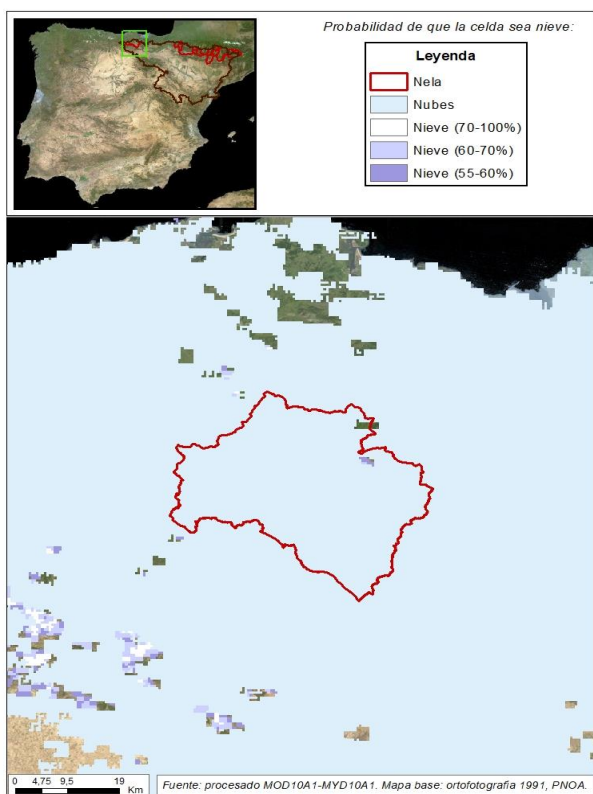 Probabilidad de que la celda sea nieve:
Leyenda
Nela
Nubes
Nieve (70-100%)
Nieve (60-70%)
Nieve (55-60%)
0 4,75 9,5 19
Km
Fuente: procesado MOD10A1-MYD10A1. Mapa base: ortofotografia 1991, PNOA.